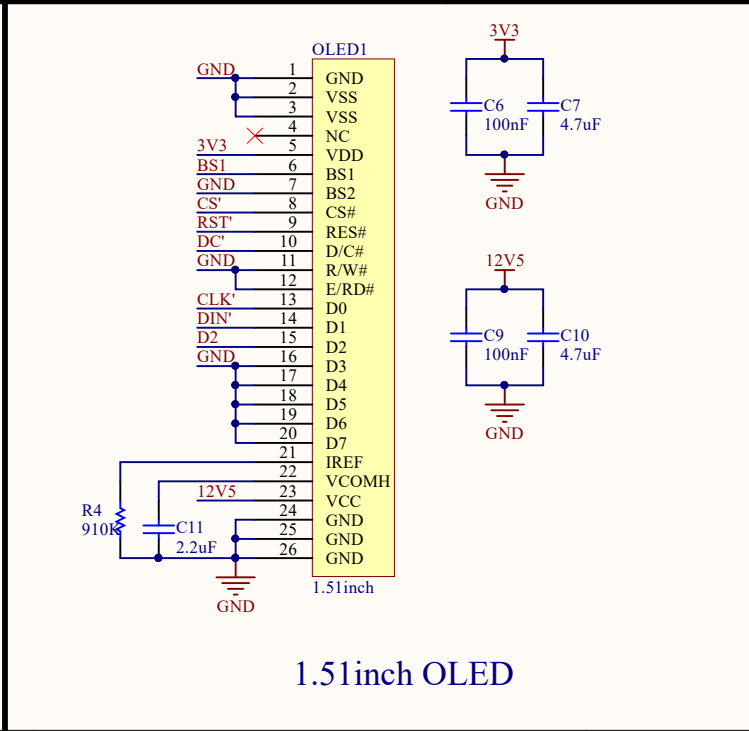 OLED1
GND 1 GND
2 VSS
3 VSS
4 NC
3V3 5 VDD
BS1 6 BS1
GND 7 BS2
CS' 8 CS#
RST' 9 RES#
DC' 10 D/C#
GND 11 R/W#
12 E/RD#
CLK' 13 D0
DIN' 14 D1
D2 15 D2
GND 16 D3
17 D4
18 D5
19 D6
20 D7
21 IREF
22 VCOMH
12V5 23 VCC
24 GND
25 GND
26 GND
R4
910K
C11
2.2uF
GND
1.51inch
3V3
C6
100nF
C7
4.7uF
GND
12V5
C9
100nF
C10
4.7uF
GND
1.51inch OLED